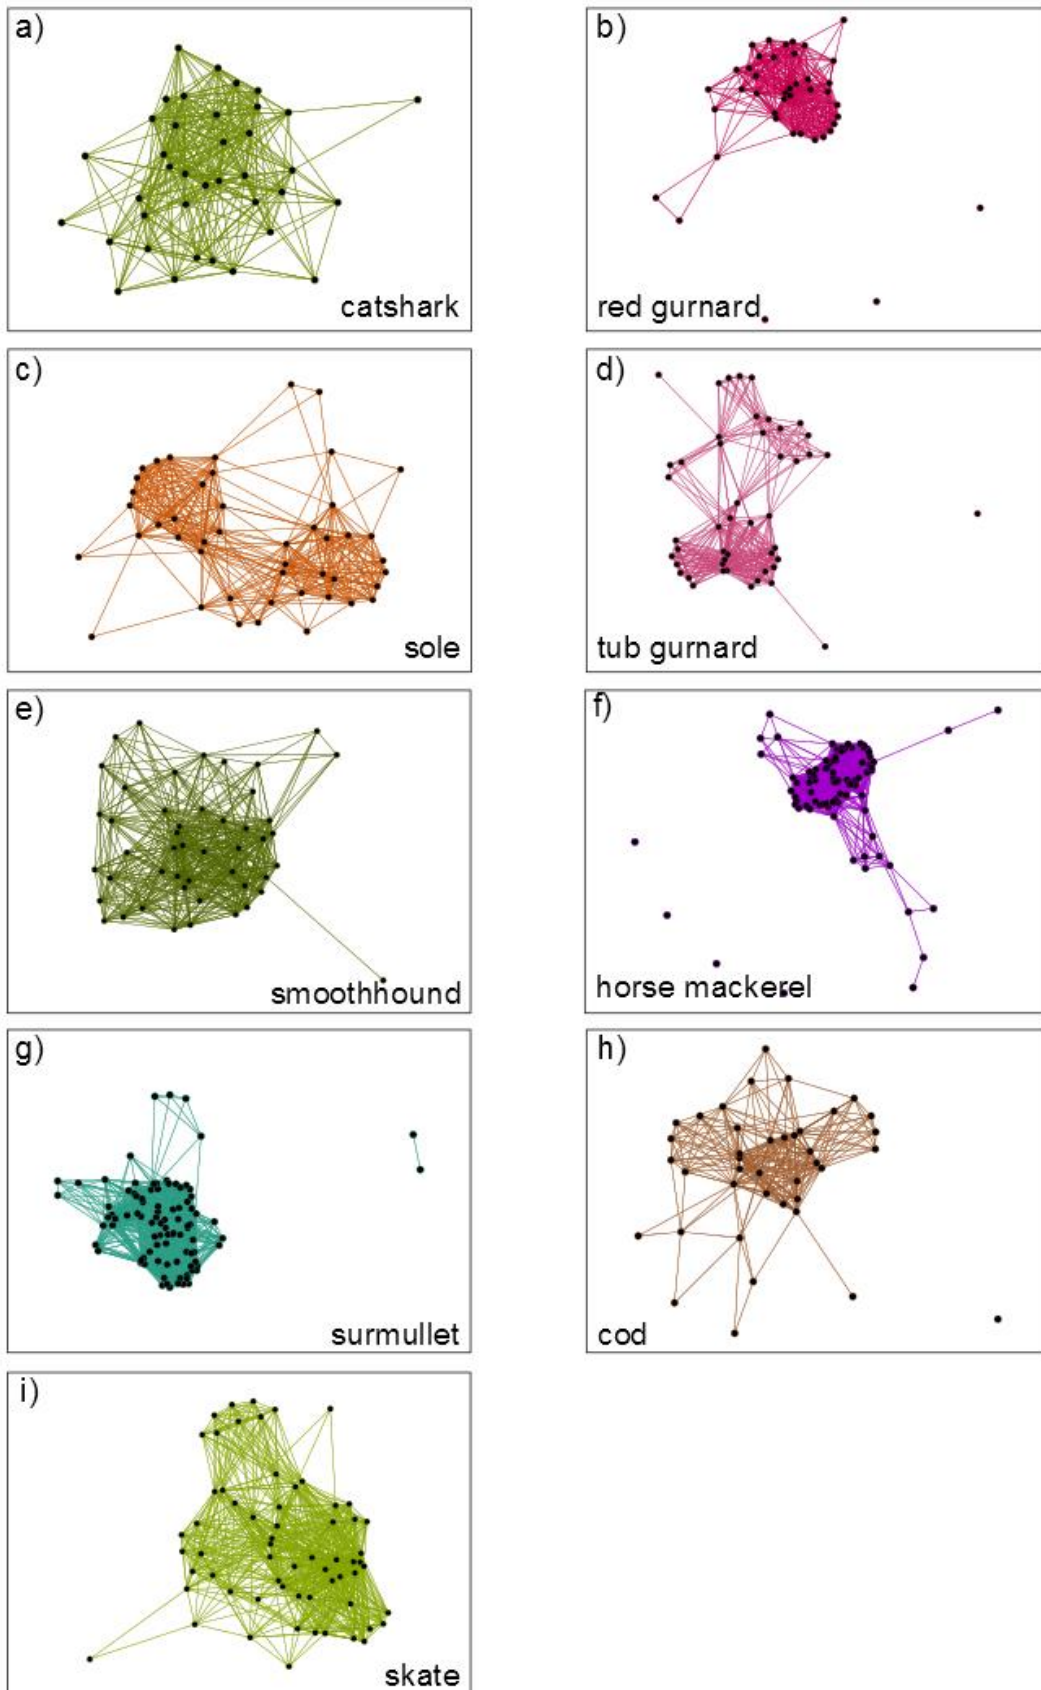 a)
catshark
b)
red gurnard
c)
sole
d)
tub gurnard
e)
smoothhound
f)
horse mackerel
g)
surmullet
h)
cod
i)
skate